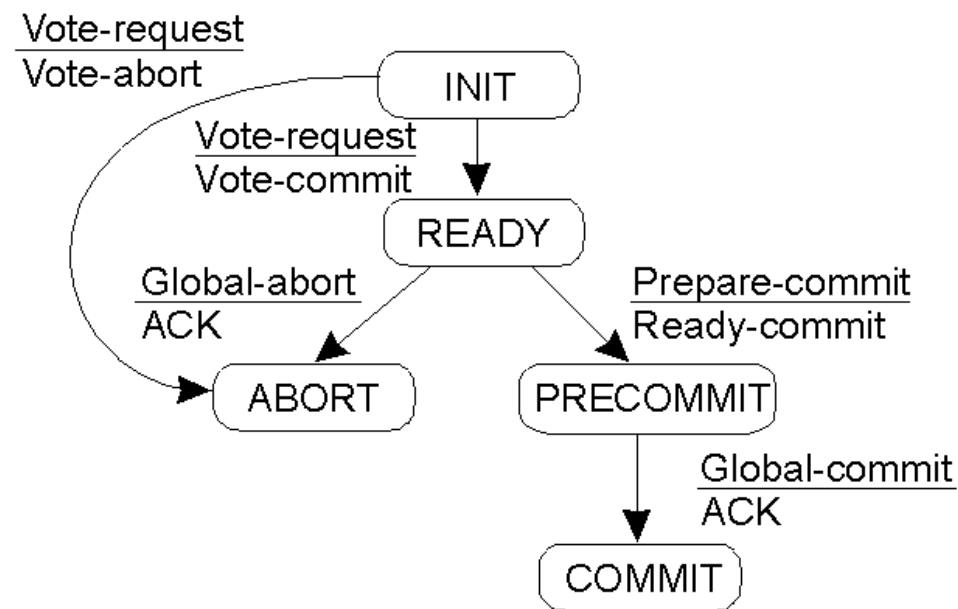 Vote-request
Vote-abort
INIT
Vote-request
Vote-commit
READY
Global-abort
ACK
Prepare-commit
Ready-commit
ABORT
PRECOMMIT
Global-commit
ACK
COMMIT